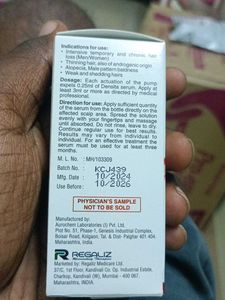 Indications for use:
• Intensive temporary and chronic hair
loss (Men/Women)
• Thinning hair, also of androgenic origin
• Alopecia, Male pattern baldness
• Weak and shedding hairs
Dosage: Each actuation of the pump
expels 0.25ml of Densita serum. Apply at
least 3ml or more as directed by medical
professional.
Direction for use: Apply sufficient quantity
of the serum from the bottle directly on the
effected scalp area. Spread the solution
evenly with your fingertips and massage
until absorbed. Do not rinse, leave to dry.
Continue regular use for best results.
Results may vary from individual to
individual. For an effective treatment the
serum must be used for at least three
months.
M. L. No. : MH/103309
Batch No. : KCJ439
Mfg. Date : 10/2024
Use Before : 10/2026
PHYSICIAN'S SAMPLE
NOT TO BE SOLD
Manufactured by:
Aurochem Laboratories (I) Pvt. Ltd.
Plot No. 51, Phase-1, Genesis Industrial Complex,
Boisar Road, Kolgaon, Tal. & Dist- Palghar 401 404.
Maharashtra, India.
REGALIZ
Marketed by: Regaliz Medicare Ltd.
37/C, 1st Floor, Kandivali Co. Op. Industrial Estate,
Charkop, Kandivali (W), Mumbai - 400 067,
Maharashtra, INDIA.